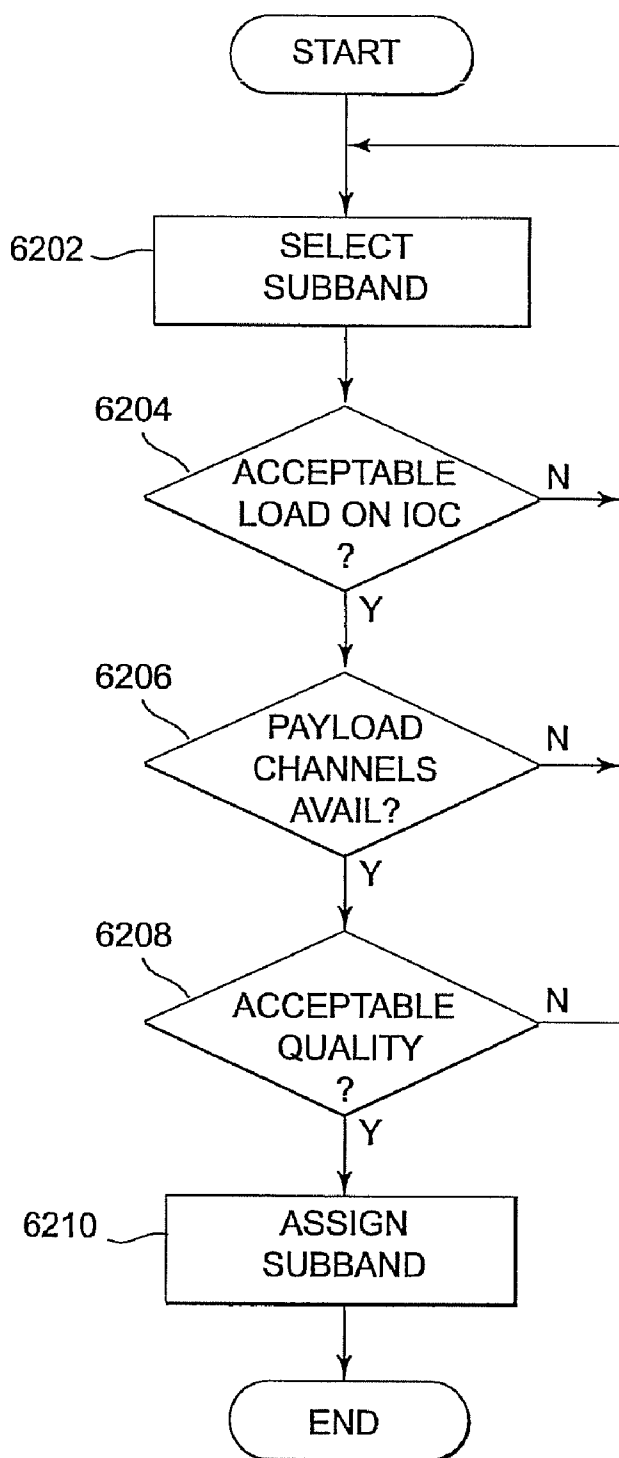 START
6202
SELECT
SUBBAND
6204
ACCEPTABLE
LOAD ON IOC
?
N
Y
6206
PAYLOAD
CHANNELS
AVAIL?
N
Y
6208
ACCEPTABLE
QUALITY
?
N
Y
6210
ASSIGN
SUBBAND
END